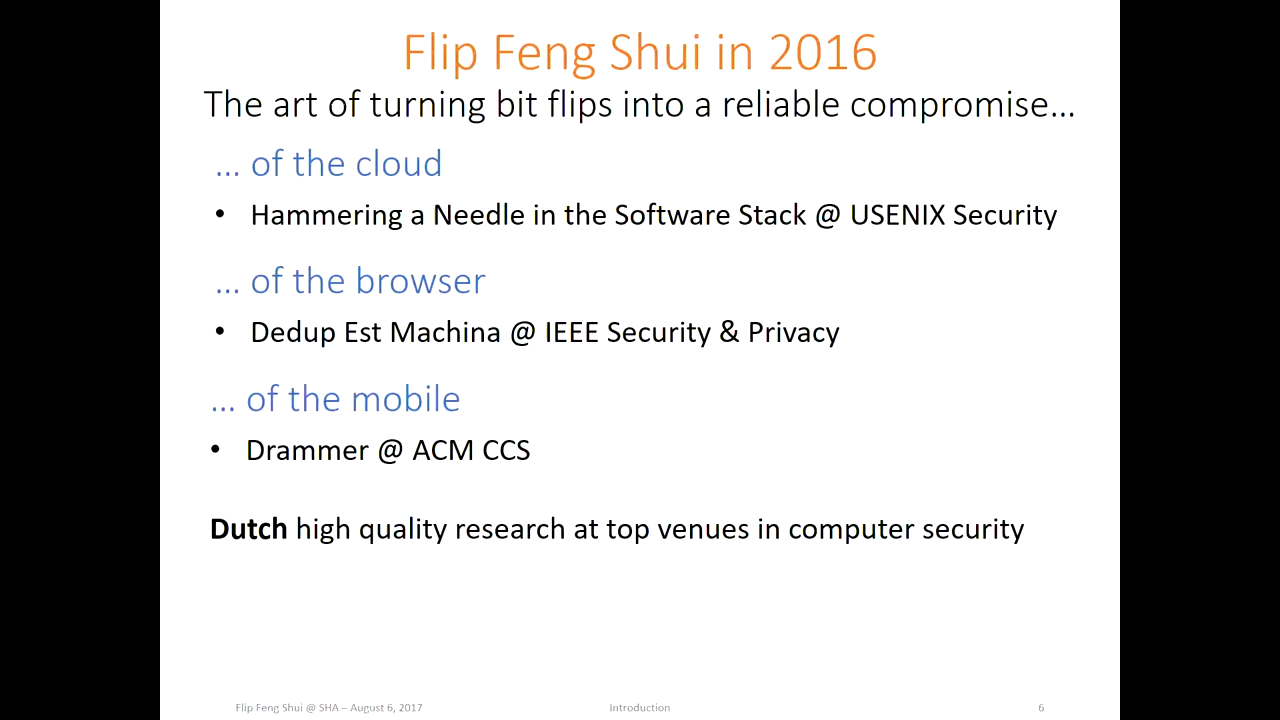 Flip Feng Shui in 2016
The art of turning bit flips into a reliable compromise...
... of the cloud
• Hammering a Needle in the Software Stack @ USENIX Security
... of the browser
• Dedup Est Machina @ IEEE Security & Privacy
... of the mobile
• Drammer @ ACM CCS
Dutch high quality research at top venues in computer security
Flip Feng Shui @ SHA – August 6, 2017 Introduction 6